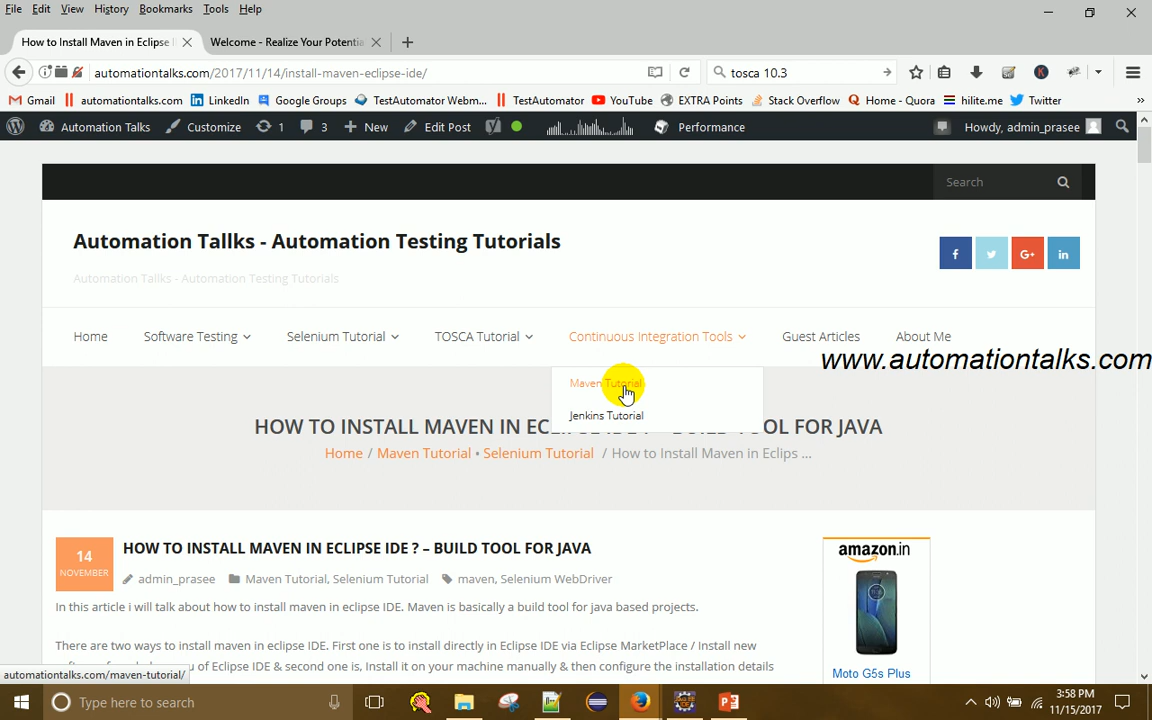 File Edit View History Bookmarks Tools Help
How to Install Maven in Eclipse
Welcome - Realize Your Potentia
automationtalks.com/2017/11/14/install-maven-eclipse-ide/
tosca 10.3
Gmail automationtalks.com LinkedIn Google Groups TestAutomator Webm... TestAutomator YouTube EXTRA Points Stack Overflow Home - Quora hilite.me Twitter
Automation Talks Customize 1 3 New Edit Post Performance Howdy, admin_prasee
Search
Automation Tallks - Automation Testing Tutorials
Automation Tallks - Automation Testing Tutorials
f G+ in
Home Software Testing Selenium Tutorial TOSCA Tutorial Continuous Integration Tools Guest Articles About Me
www.automationtalks.com
Maven Tutorial
Jenkins Tutorial
HOW TO INSTALL MAVEN IN OL FOR JAVA
Home / Maven Tutorial • Selenium Tutorial / How to Install Maven in Eclips ...
14
NOVEMBER
HOW TO INSTALL MAVEN IN ECLIPSE IDE ? – BUILD TOOL FOR JAVA
admin_prasee Maven Tutorial, Selenium Tutorial maven, Selenium WebDriver
In this article i will talk about how to install maven in eclipse IDE. Maven is basically a build tool for java based projects.
There are two ways to install maven in eclipse IDE. First one is to install directly in Eclipse IDE via Eclipse MarketPlace / Install new
u of Eclipse IDE & second one is, Install it on your machine manually & then configure the installation details
amazon.in
Moto G5s Plus
automationtalks.com/maven-tutorial/
Type here to search
3:58 PM
11/15/2017